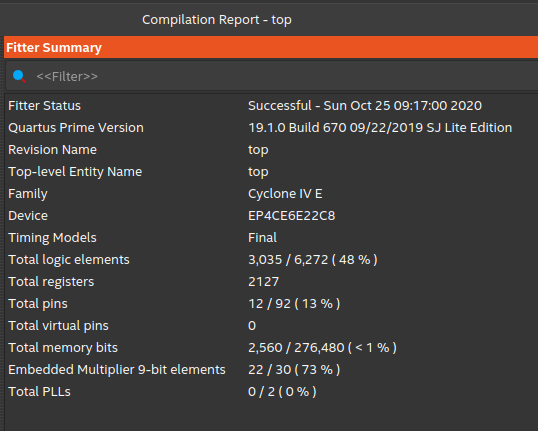 Compilation Report - top
Fitter Summary
<<Filter>>
Fitter Status Successful - Sun Oct 25 09:17:00 2020
Quartus Prime Version 19.1.0 Build 670 09/22/2019 SJ Lite Edition
Revision Name top
Top-level Entity Name top
Family Cyclone IV E
Device EP4CE6E22C8
Timing Models Final
Total logic elements 3,035 / 6,272 ( 48 % )
Total registers 2127
Total pins 12 / 92 ( 13 % )
Total virtual pins 0
Total memory bits 2,560 / 276,480 ( < 1 % )
Embedded Multiplier 9-bit elements 22 / 30 ( 73 % )
Total PLLs 0 / 2 ( 0 % )